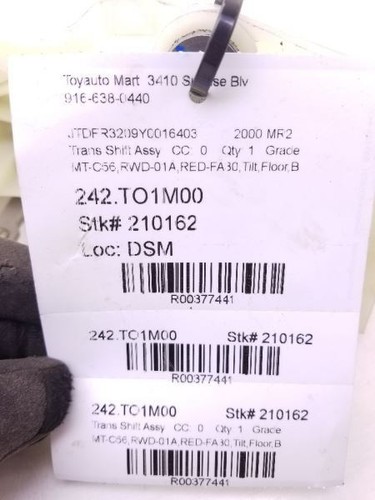 Toyauto Mart 3410 Su se Blv
916-638-0440
JTDFR3209Y0016403 2000 MR2
Trans Shift Assy CC: 0 Qty: 1 Grade
MT-C56,RWD-01A,RED-FA30,Tilt,Floor,B
242.TO1M00
Stk# 210162
Loc: DSM
R00377441
242.TO1M00 Stk# 210162
R00377441
242.TO1M00 Stk# 210162
Trans Shift Assy CC: 0 Qty: 1 Grade
MT-C56,RWD-01A,RED-FA30,Tilt,Floor,B
R00377441